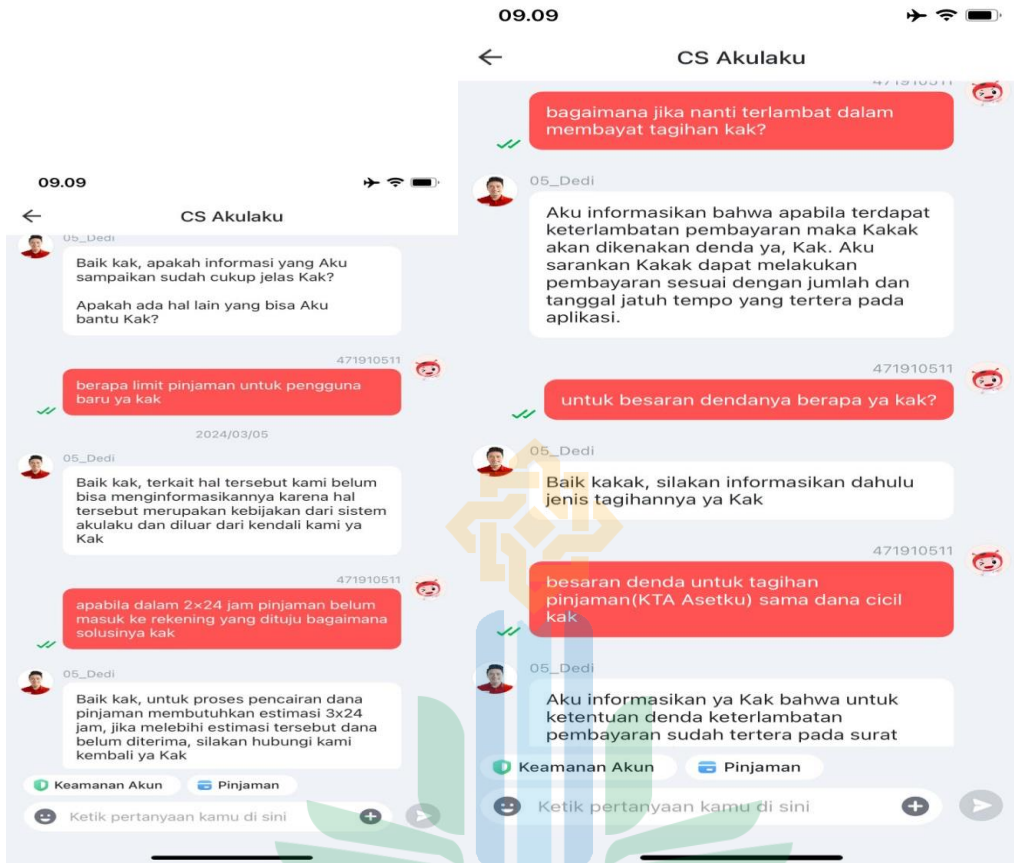 09.09
CS Akulaku
05_Dedi
Baik kak, apakah informasi yang Aku
sampaikan sudah cukup jelas Kak?
Apakah ada hal lain yang bisa Aku
bantu Kak?
471910511
berapa limit pinjaman untuk pengguna
baru ya kak
2024/03/05
05_Dedi
Baik kak, terkait hal tersebut kami belum
bisa menginformasikannya karena hal
tersebut merupakan kebijakan dari sistem
akulaku dan diluar dari kendali kami ya
Kak
471910511
apabila dalam 2×24 jam pinjaman belum
masuk ke rekening yang dituju bagaimana
solusinya kak
05_Dedi
Baik kak, untuk proses pencairan dana
pinjaman membutuhkan estimasi 3x24
jam, jika melebihi estimasi tersebut dana
belum diterima, silakan hubungi kami
kembali ya Kak
Keamanan Akun
Pinjaman
Ketik pertanyaan kamu di sini
09.09
CS Akulaku
471910511
bagaimana jika nanti terlambat dalam
membayat tagihan kak?
05_Dedi
Aku informasikan bahwa apabila terdapat
keterlambatan pembayaran maka Kakak
akan dikenakan denda ya, Kak. Aku
sarankan Kakak dapat melakukan
pembayaran sesuai dengan jumlah dan
tanggal jatuh tempo yang tertera pada
aplikasi.
471910511
untuk besaran dendanya berapa ya kak?
05_Dedi
Baik kakak, silakan informasikan dahulu
jenis tagihannya ya Kak
471910511
besaran denda untuk tagihan
pinjaman(KTA Asetku) sama dana cicil
kak
05_Dedi
Aku informasikan ya Kak bahwa untuk
ketentuan denda keterlambatan
pembayaran sudah tertera pada surat
Keamanan Akun
Pinjaman
Ketik pertanyaan kamu di sini